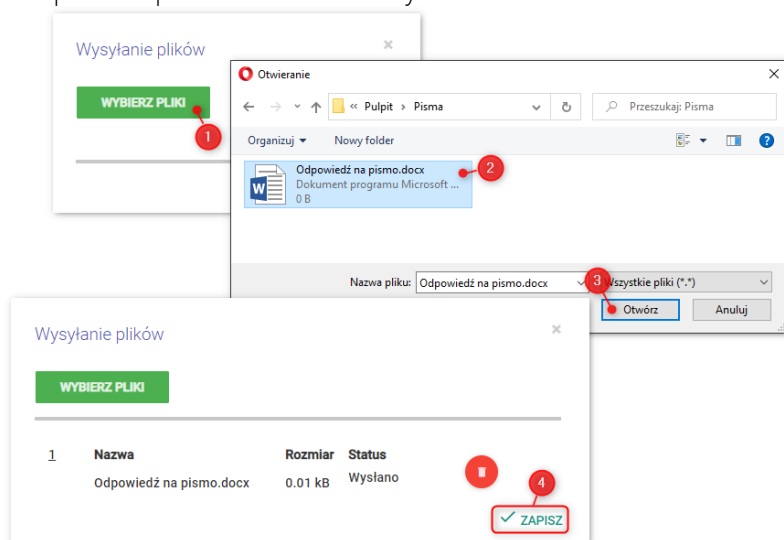 Wysyłanie plików
×
WYBIERZ PLIKI
1
Otwieranie
« Pulpit › Pisma
Przeszukaj: Pisma
Organizuj
Nowy folder
Odpowiedź na pismo.docx
Dokument programu Microsoft ...
0 B
2
Nazwa pliku: Odpowiedź na pismo.docx
3
Wszystkie pliki (*.*)
Otwórz
Anuluj
Wysyłanie plików
×
WYBIERZ PLIKI
1 Nazwa Rozmiar Status
Odpowiedź na pismo.docx 0.01 kB Wysłano
4
ZAPISZ